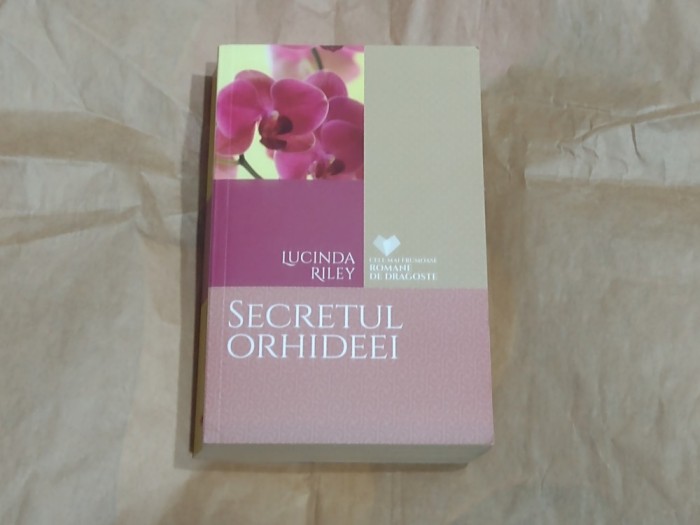 Lucinda
Riley
Cele mai frumoase
romane
de dragoste
Secretul
orhideei